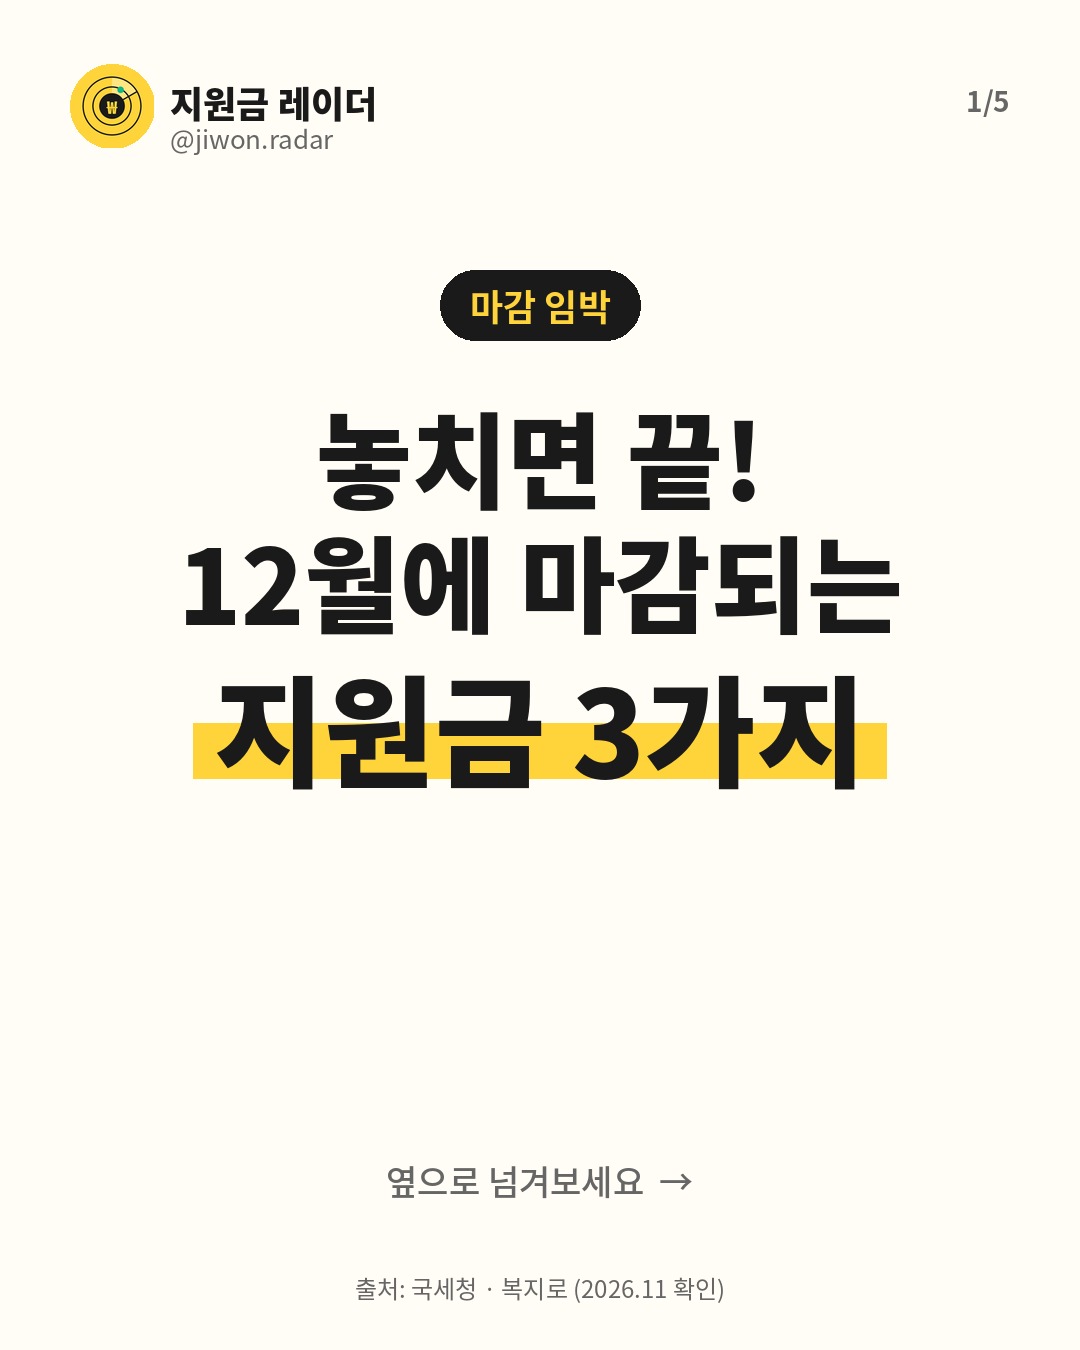 지원금 레이더
@jiwon.radar
1/5
마감 임박
놓치면 끝!
12월에 마감되는
지원금 3가지
옆으로 넘겨보세요 →
출처: 국세청 · 복지로 (2026.11 확인)